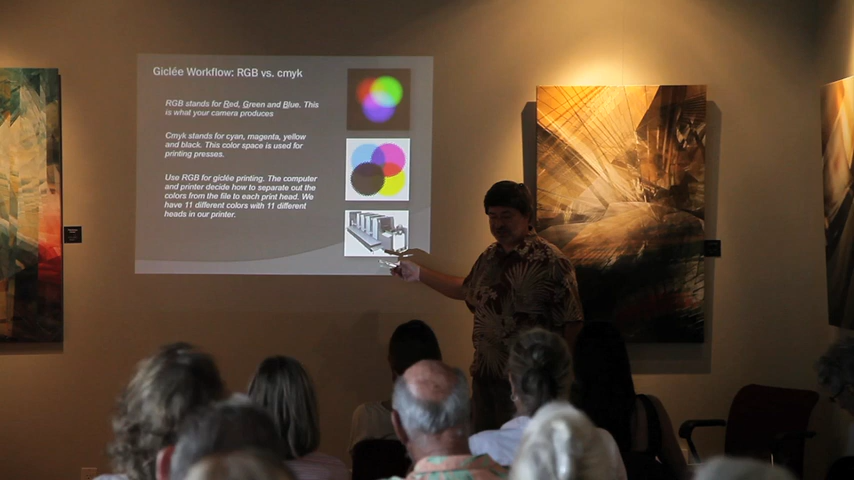 Giclée Workflow: RGB vs. cmyk
RGB stands for Red, Green and Blue. This
is what your camera produces
Cmyk stands for cyan, magenta, yellow
and black. This color space is used for
printing presses.
Use RGB for giclée printing. The computer
and printer decide how to separate out the
colors from the file to each print head. We
have 11 different colors with 11 different
heads in our printer.